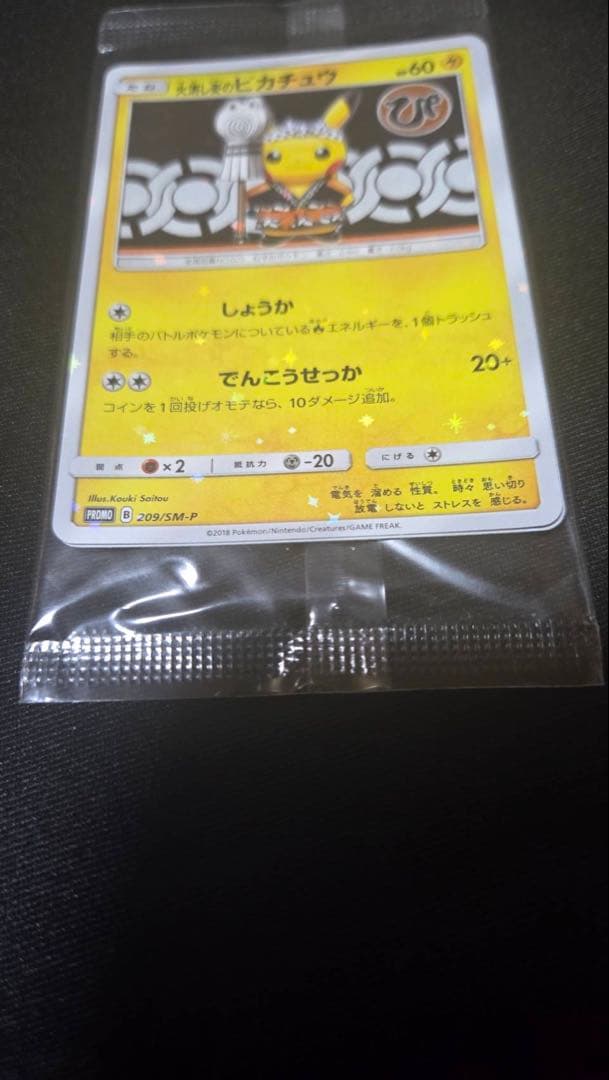 たね
火消し姿のピカチュウ
HP60
ぴ
しょうか
相手のバトルポケモンについているエネルギーを、1個トラッシュ
する。
でんこうせっか 20+
コインを1回投げオモテなら、10ダメージ追加。
弱点 ×2 抵抗力 -20 にげる
Illus.Kouki Saitou
PROMO B 209/SM-P
電気を 溜める 性質。 時々 思い切り
放電 しないと ストレスを 感じる。
©2018 Pokémon/Nintendo/Creatures/GAME FREAK.